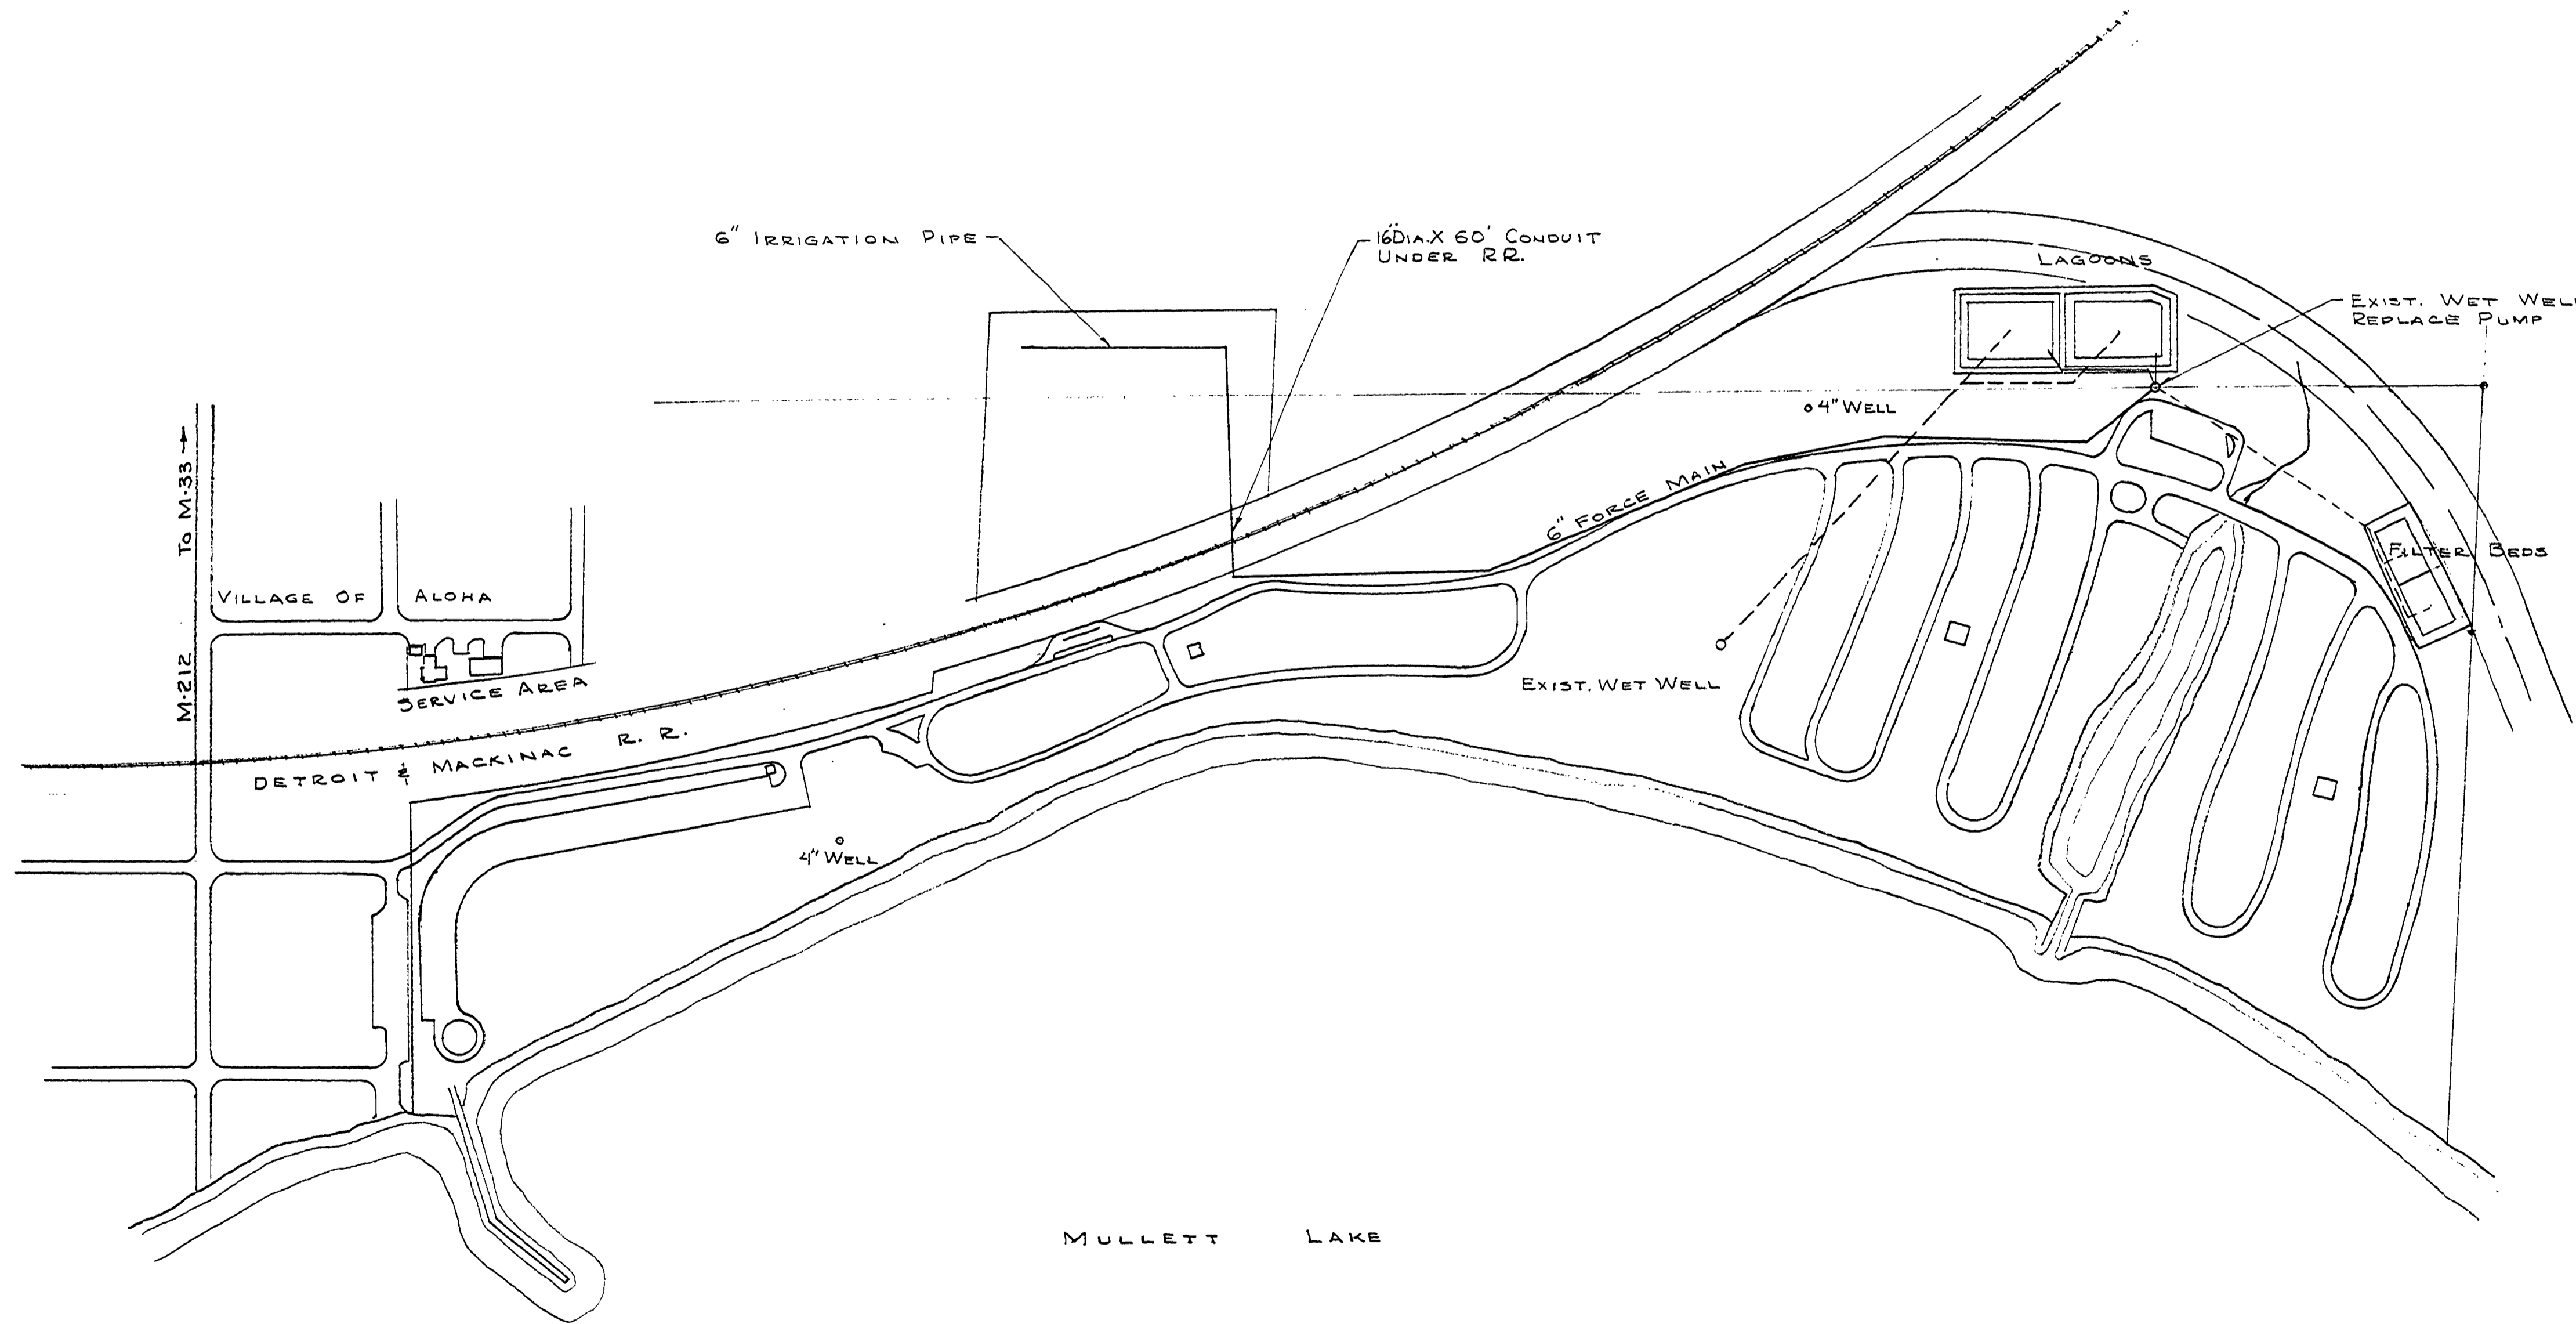 6" IRRIGATION PIPE
16" DIA. X 60' CONDUIT
UNDER RR.
LAGOONS
EXIST. WET WELL
REPLACE PUMP
4" WELL
TO M-33
6" FORCE MAIN
FILTER BEDS
VILLAGE OF ALOHA
M-212
SERVICE AREA
EXIST. WET WELL
DETROIT & MACKINAC R. R.
4" WELL
MULLETT LAKE